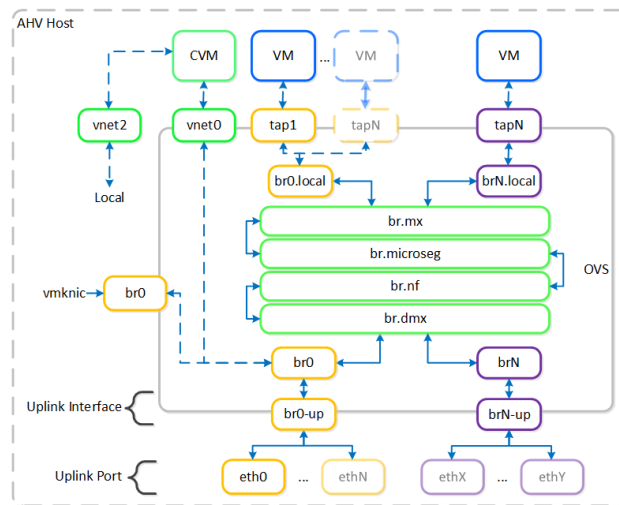 AHV Host
CVM
VM
...
VM
VM
vnet2
vnet0
tap1
tapN
tapN
Local
br0.local
brN.local
br.mx
br.microseg
OVS
br.nf
vmknic
br0
br.dmx
br0
brN
Uplink Interface
br0-up
brN-up
Uplink Port
eth0
...
ethN
ethX
...
ethY